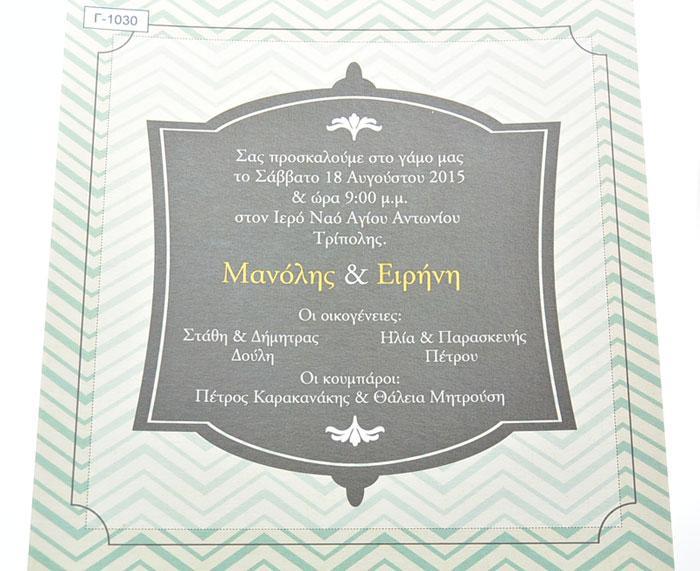 Γ-1030
Σας προσκαλούμε στο γάμο μας
το Σάββατο 18 Αυγούστου 2015
& ώρα 9:00 μ.μ.
στον Ιερό Ναό Αγίου Αντωνίου
Τρίπολης.
Μανόλης & Ειρήνη
Οι οικογένειες:
Στάθη & Δήμητρας Ηλία & Παρασκευής
Δούλη Πέτρου
Οι κουμπάροι:
Πέτρος Καρακανάκης & Θάλεια Μητρούση